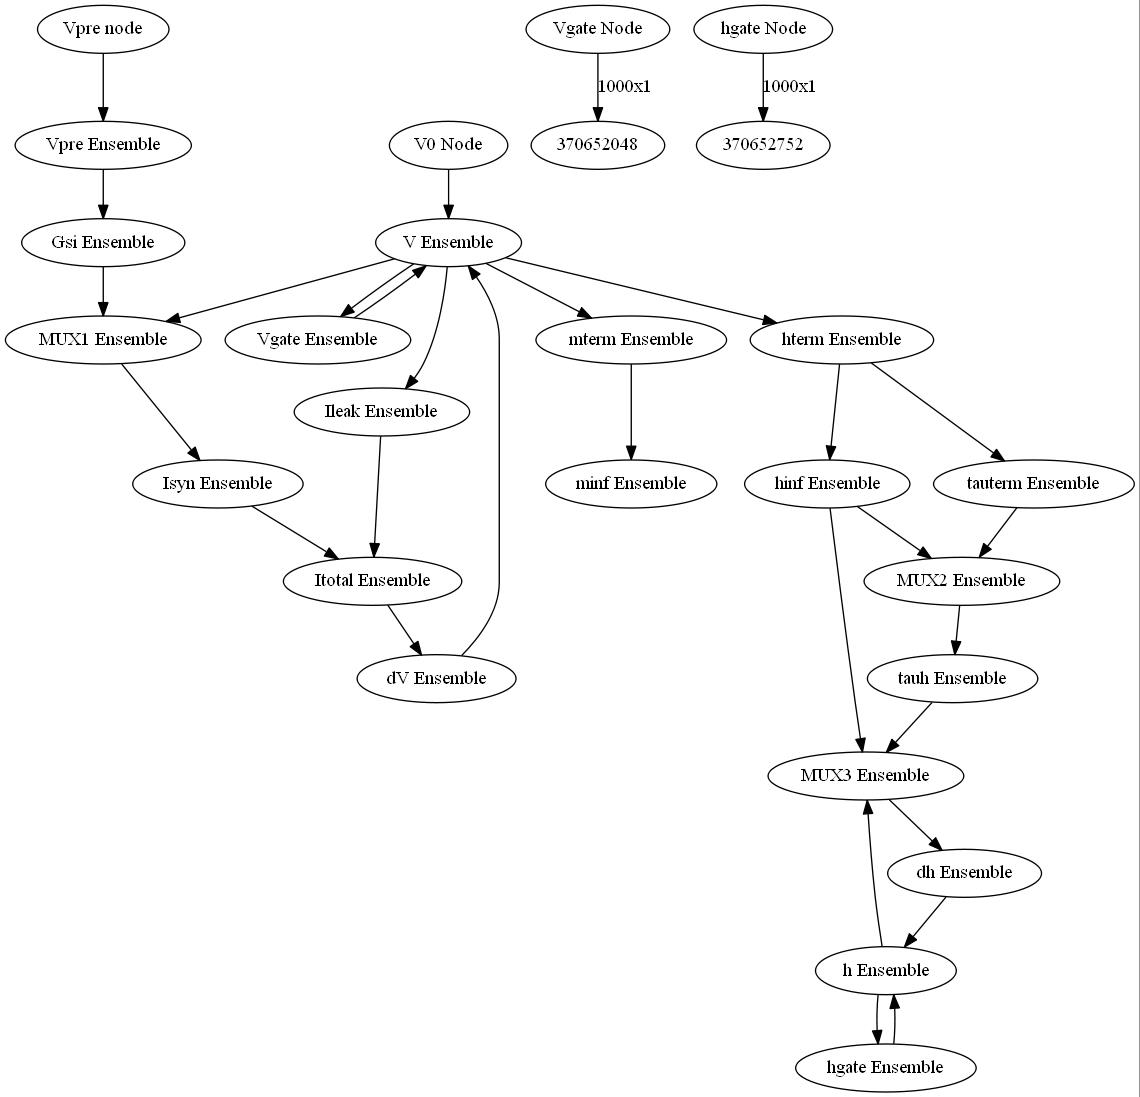 Vpre node
Vgate Node
hgate Node
1000x1
1000x1
Vpre Ensemble
V0 Node
370652048
370652752
Gsi Ensemble
V Ensemble
MUX1 Ensemble
Vgate Ensemble
mterm Ensemble
hterm Ensemble
Ileak Ensemble
Isyn Ensemble
minf Ensemble
hinf Ensemble
tauterm Ensemble
Itotal Ensemble
MUX2 Ensemble
dV Ensemble
tauh Ensemble
MUX3 Ensemble
dh Ensemble
h Ensemble
hgate Ensemble